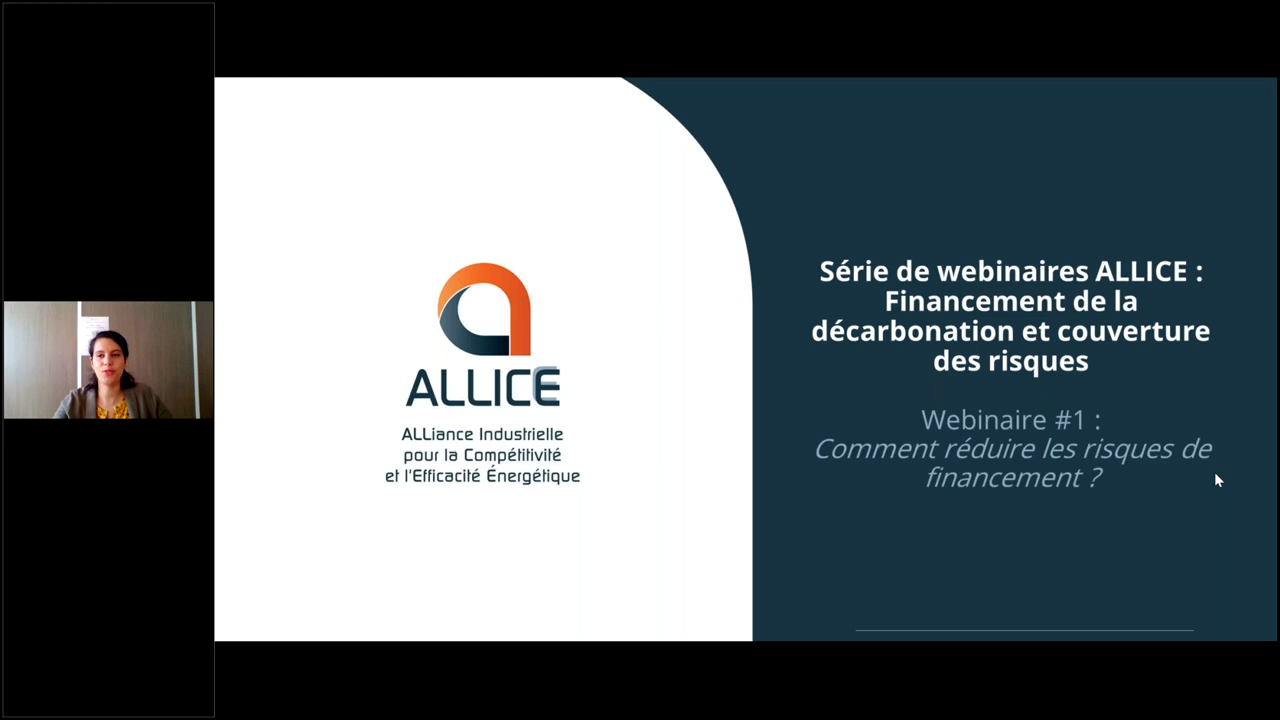 ALLICE
ALLiance Industrielle
pour la Compétitivité
et l'Efficacité Énergétique
Série de webinaires ALLICE :
Financement de la
décarbonation et couverture
des risques
Webinaire #1 :
Comment réduire les risques de
financement ?